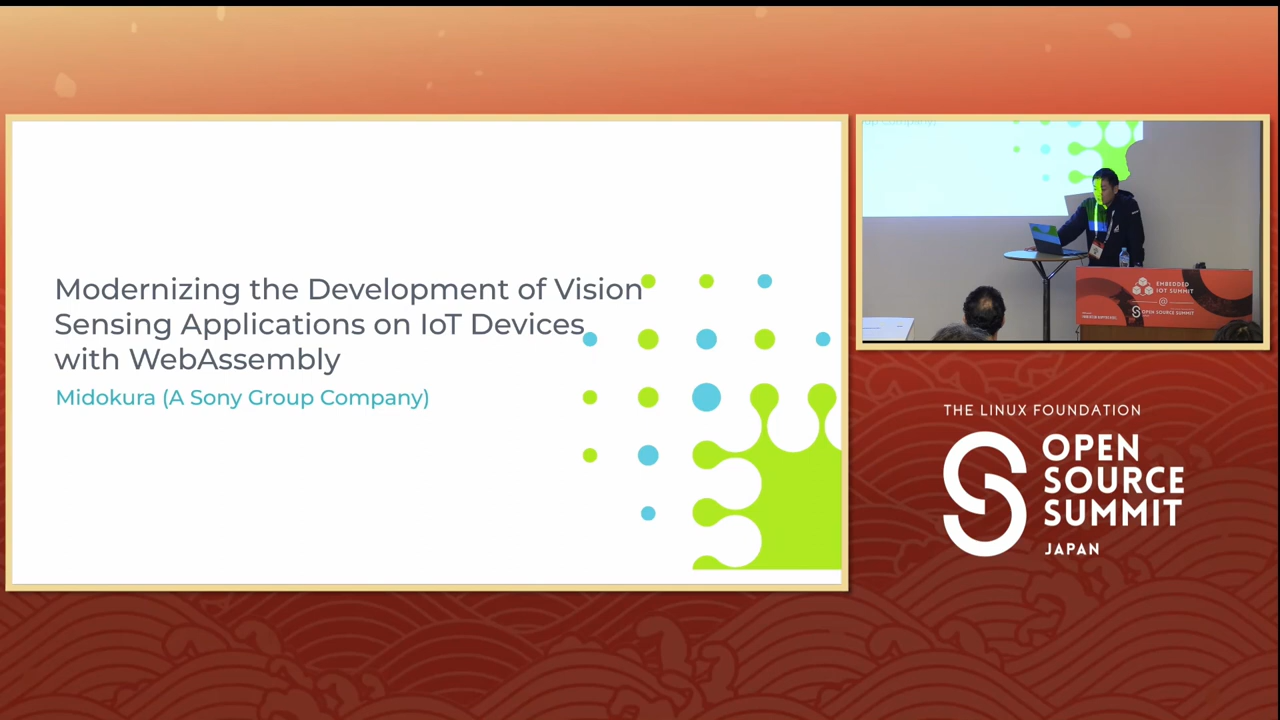 Modernizing the Development of Vision
Sensing Applications on IoT Devices
with WebAssembly
Midokura (A Sony Group Company)
EMBEDDED
IOT SUMMIT
@
OPEN SOURCE SUMMIT
THE LINUX FOUNDATION
OPEN
SOURCE
SUMMIT
JAPAN